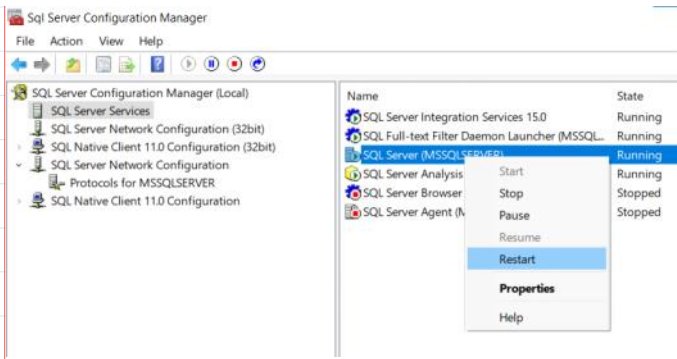 Sql Server Configuration Manager
File Action View Help
SQL Server Configuration Manager (Local)
SQL Server Services
SQL Server Network Configuration (32bit)
SQL Native Client 11.0 Configuration (32bit)
SQL Server Network Configuration
Protocols for MSSQLSERVER
SQL Native Client 11.0 Configuration
Name State
SQL Server Integration Services 15.0 Running
SQL Full-text Filter Daemon Launcher (MSSQL... Running
SQL Server (MSSQLSERVER) Running
SQL Server Analysis Running
SQL Server Browser Stopped
SQL Server Agent (M Stopped
Start
Stop
Pause
Resume
Restart
Properties
Help